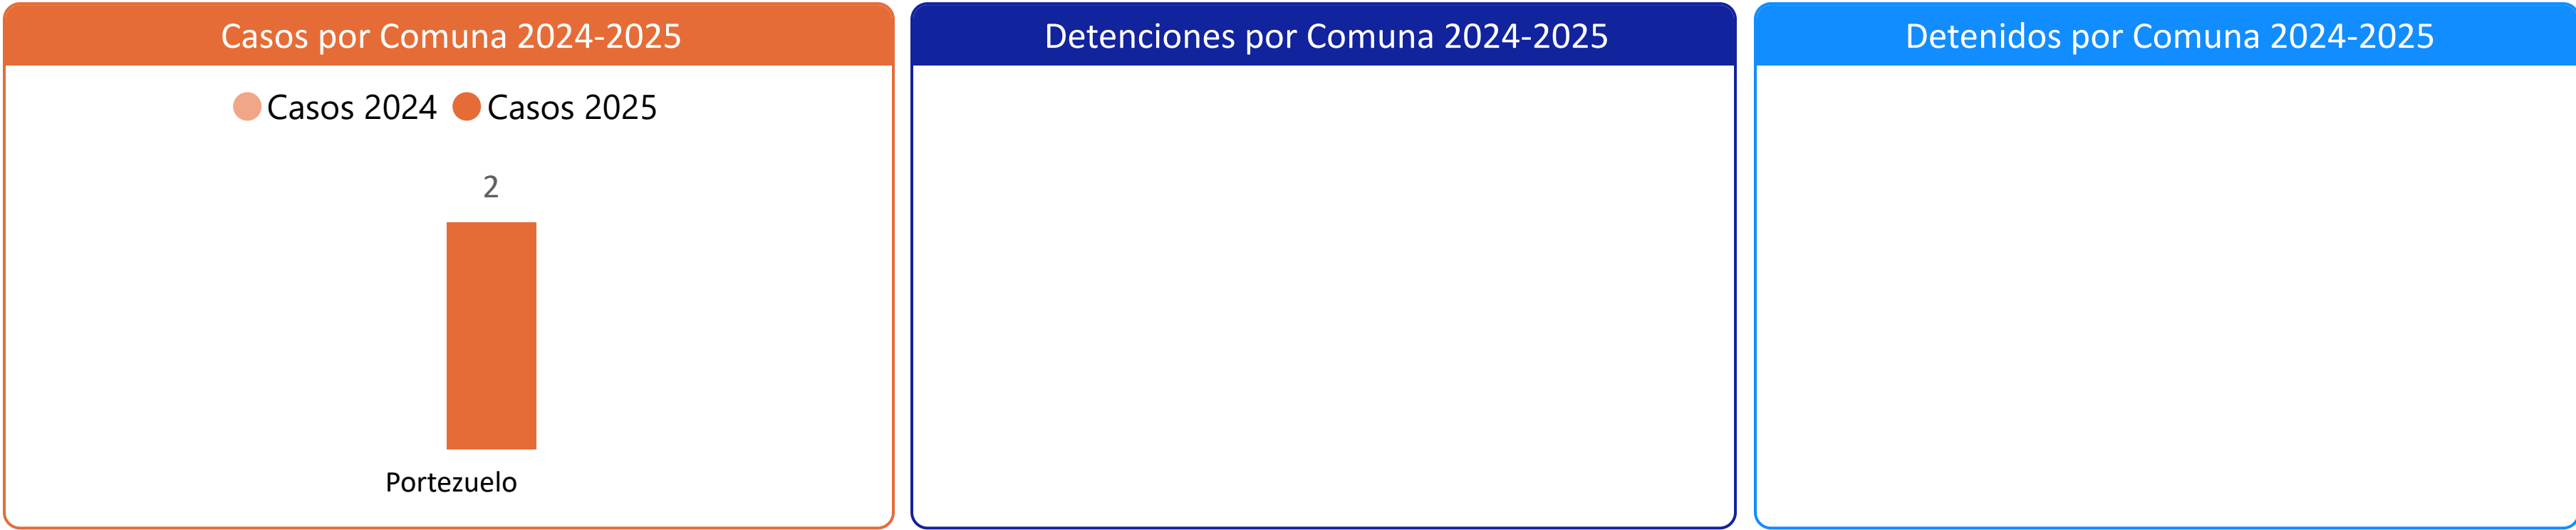 Casos por Comuna 2024-2025
Casos 2024 Casos 2025
2
Portezuelo
Detenciones por Comuna 2024-2025
Detenidos por Comuna 2024-2025